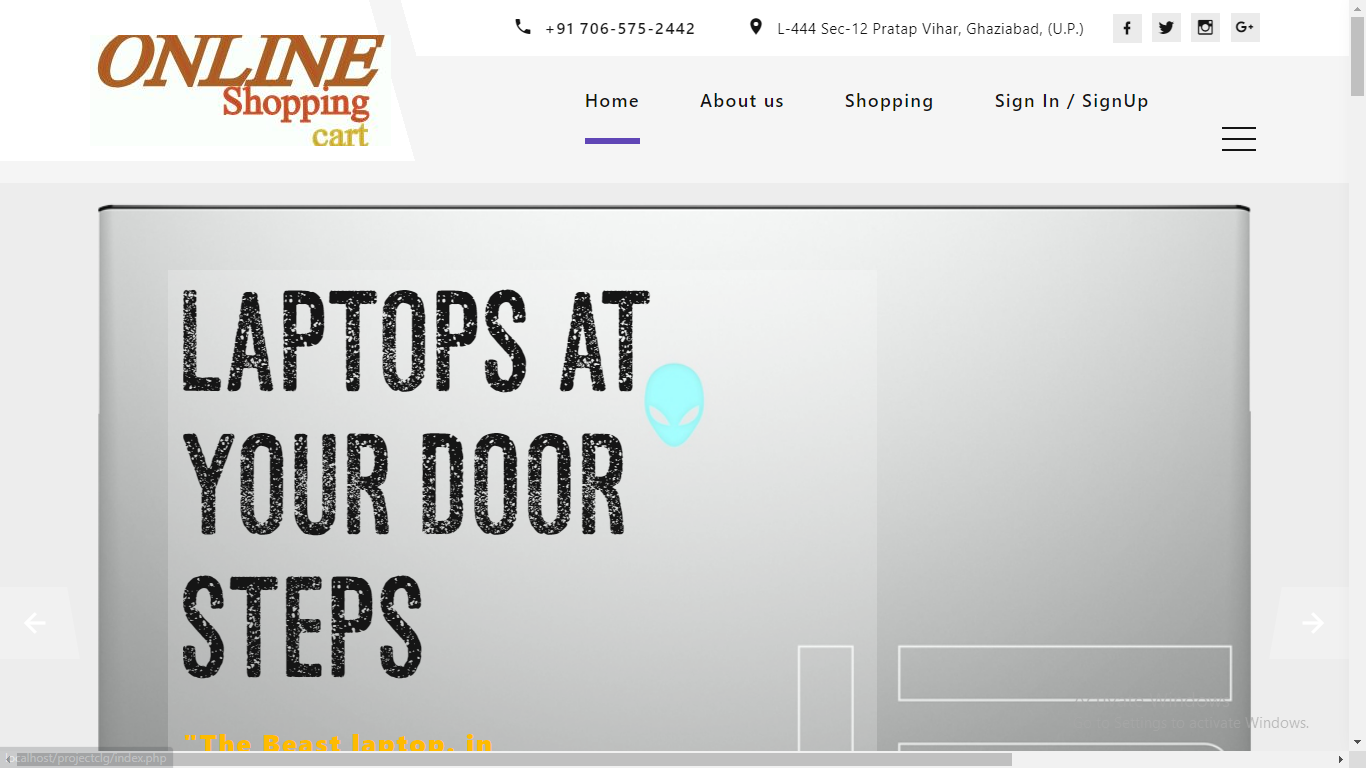 ONLINE
Shopping
cart
+91 706-575-2442
L-444 Sec-12 Pratap Vihar, Ghaziabad, (U.P.)
G+
Home
About us
Shopping
Sign In / SignUp
LAPTOPS AT
YOUR DOOR
STEPS
"The Beast laptop, in
Activate Windows
Go to Settings to activate Windows.
localhost/projectclg/index.php